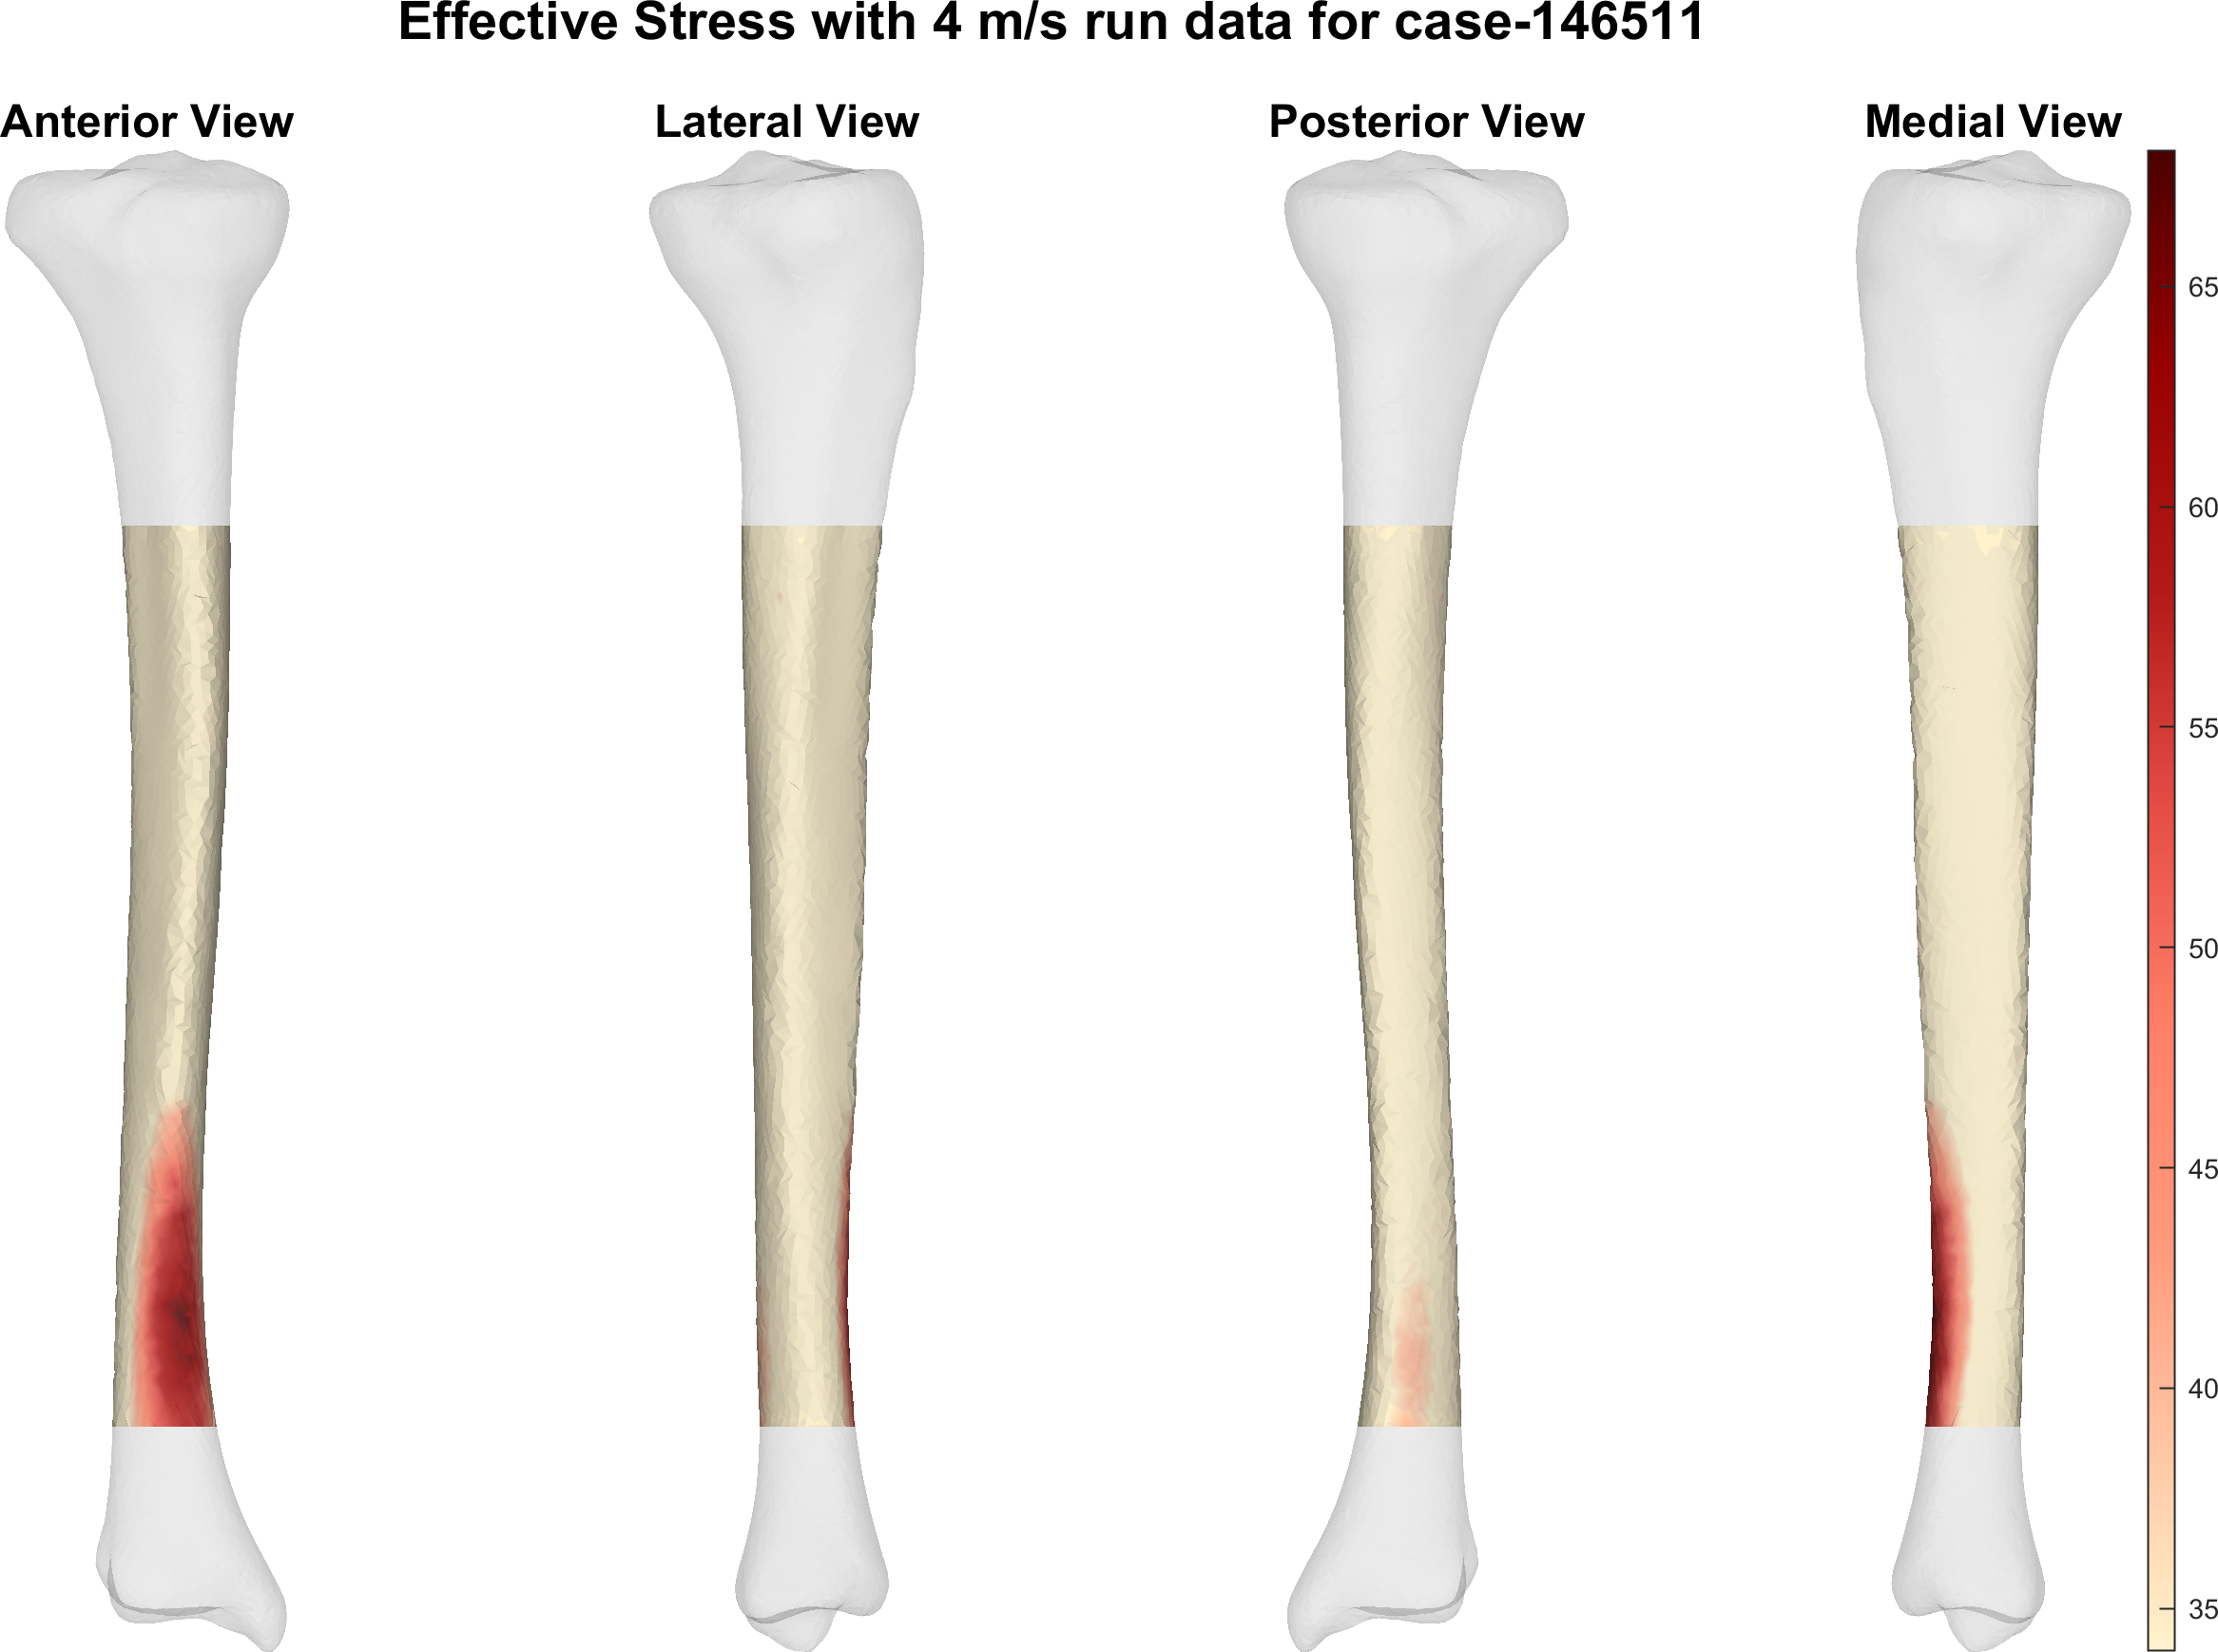 Effective Stress with 4 m/s run data for case-146511
Anterior View
Lateral View
Posterior View
Medial View
65
60
55
50
45
40
35